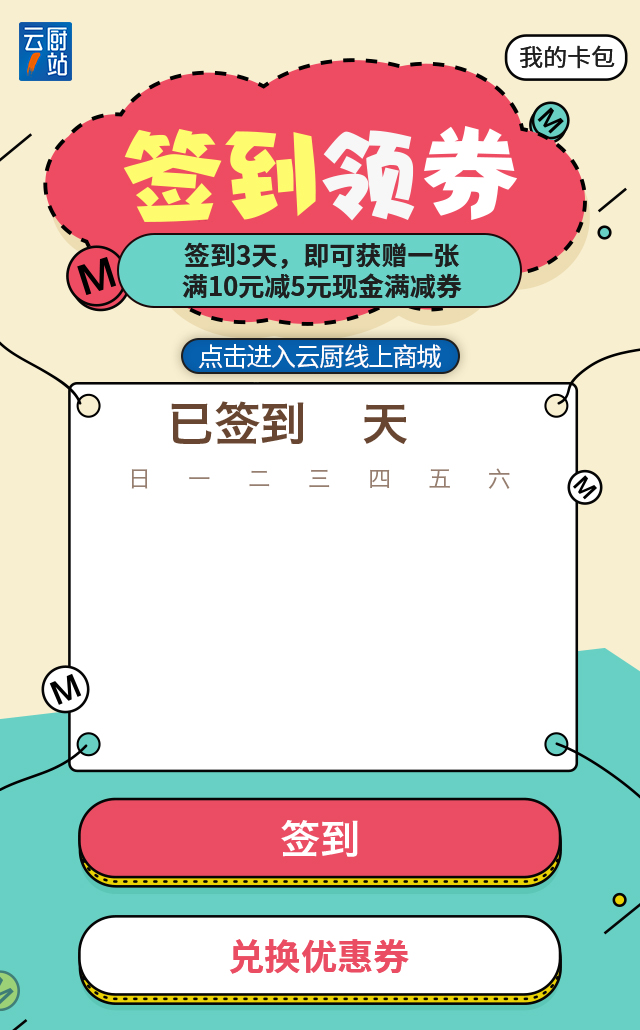 云厨站
我的卡包
M
签到领券
签到3天，即可获赠一张
满10元减5元现金满减券
M
点击进入云厨线上商城
已签到 天
日 一 二 三 四 五 六
M
M
签到
兑换优惠券
M